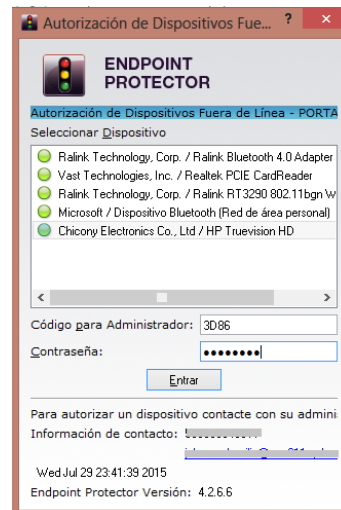 Autorización de Dispositivos Fue... ? ×
ENDPOINT
PROTECTOR
Autorización de Dispositivos Fuera de Línea - PORTA
Seleccionar Dispositivo
Ralink Technology, Corp. / Ralink Bluetooth 4.0 Adapter
Vast Technologies, Inc. / Realtek PCIE CardReader
Ralink Technology, Corp. / Ralink RT3290 802.11bgn W
Microsoft / Dispositivo Bluetooth (Red de área personal)
Chicony Electronics Co., Ltd / HP Truevision HD
Código para Administrador: 3D86
Contraseña: ••••••••
Entrar
Para autorizar un dispositivo contacte con su admini
Información de contacto:
Wed Jul 29 23:41:39 2015
Endpoint Protector Versión: 4.2.6.6